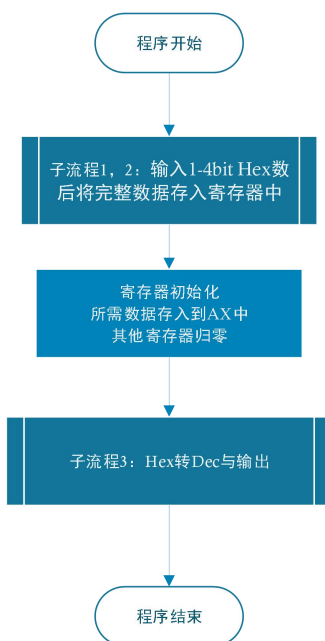 程序开始
子流程1，2：输入1-4bit Hex数
后将完整数据存入寄存器中
寄存器初始化
所需数据存入到AX中
其他寄存器归零
子流程3：Hex转Dec与输出
程序结束